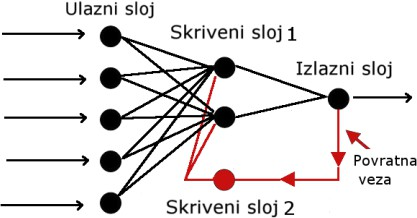 Ulazni sloj
Skriveni sloj 1
Izlazni sloj
Povratna
veza
Skriveni sloj 2